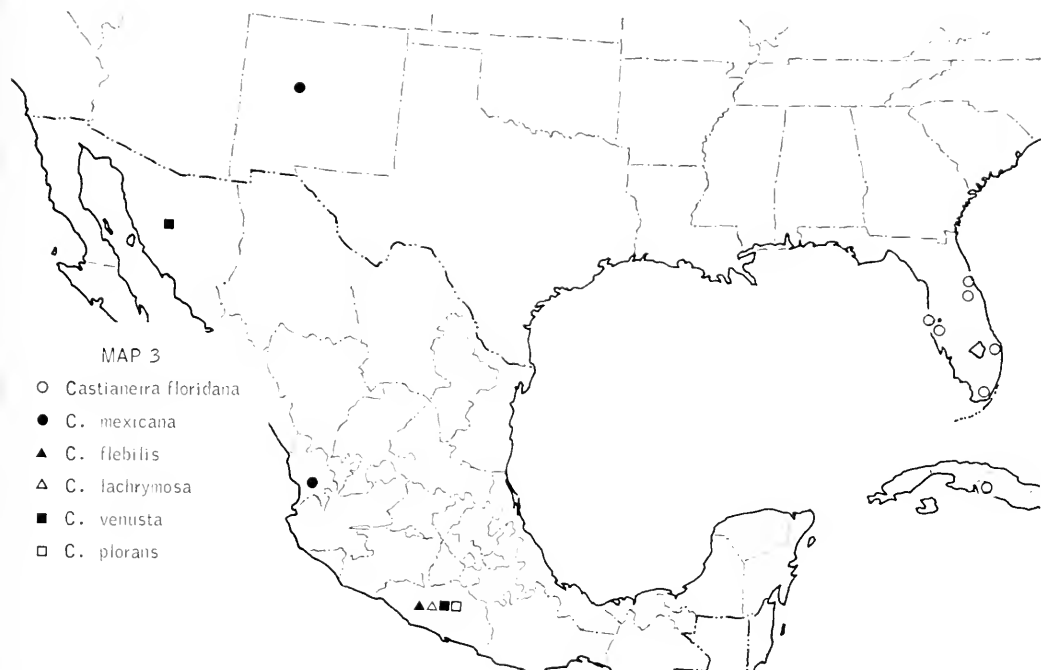 MAP 3
○ Castianeira floridana
● C. mexicana
▲ C. flebilis
△ C. lachrymosa
■ C. venusta
□ C. plorans